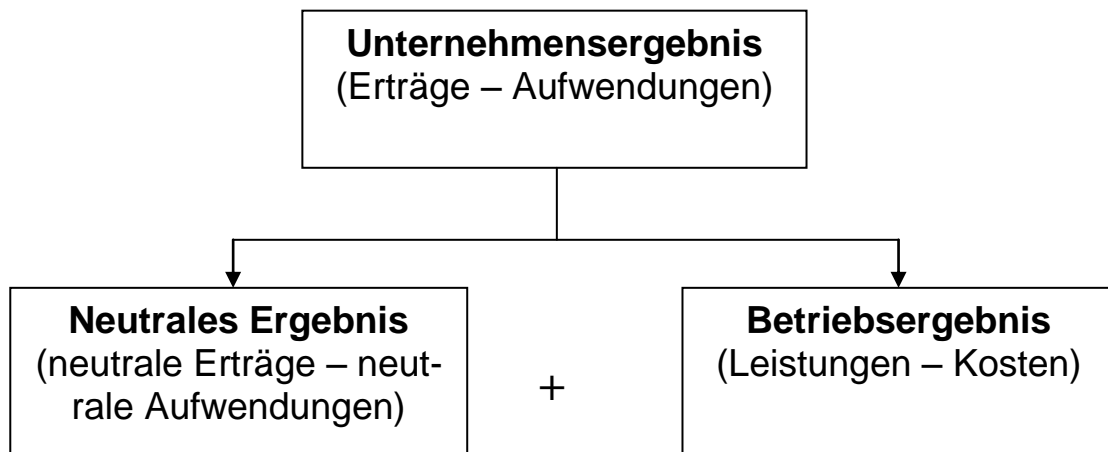 Unternehmensergebnis
(Erträge – Aufwendungen)
Neutrales Ergebnis
(neutrale Erträge – neut-
rale Aufwendungen)
+
Betriebsergebnis
(Leistungen – Kosten)